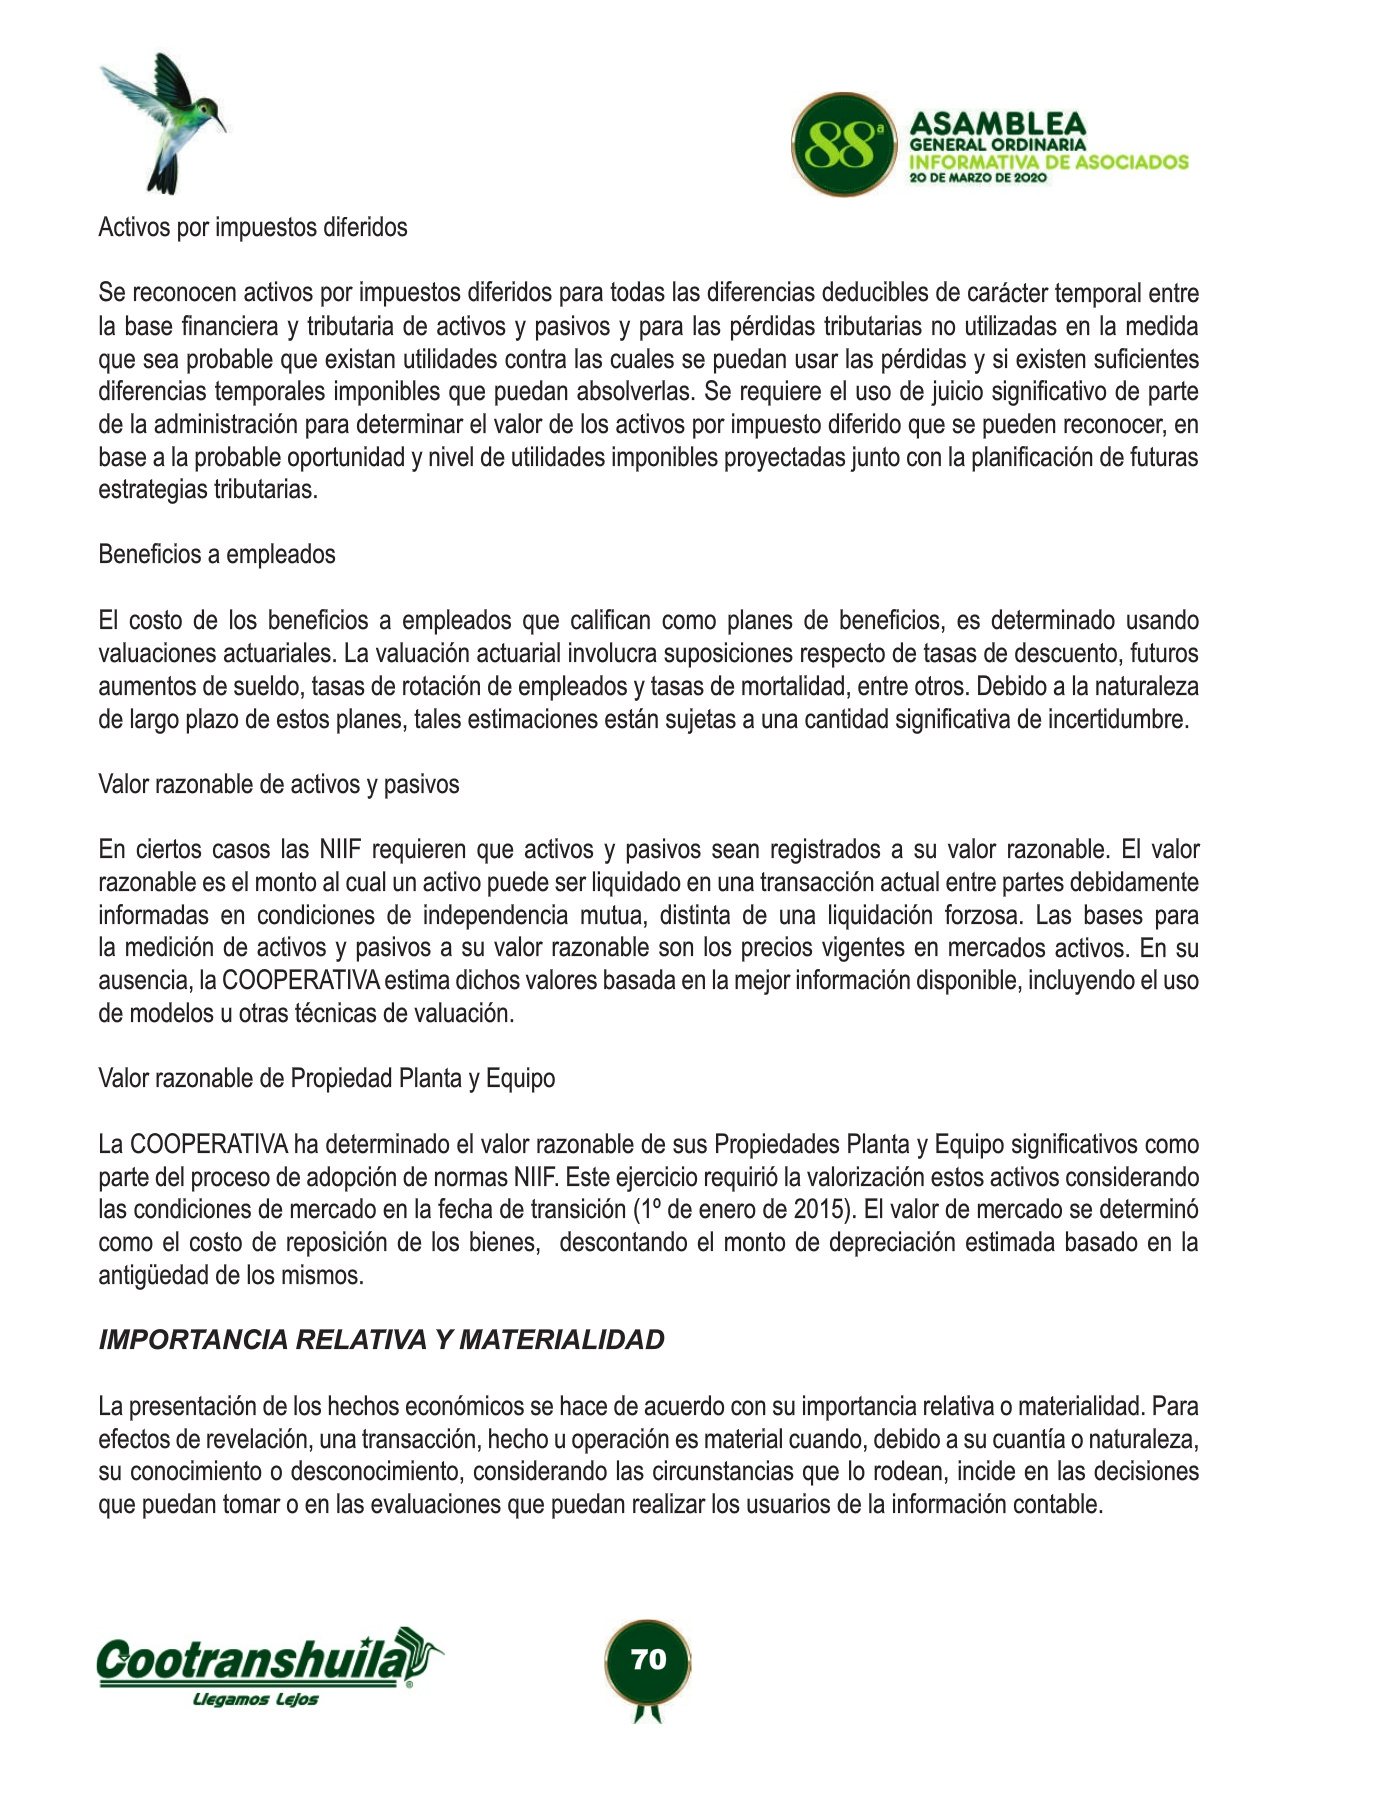 88ª
ASAMBLEA
GENERAL ORDINARIA
INFORMATIVA DE ASOCIADOS
20 DE MARZO DE 2020
Activos por impuestos diferidos
Se reconocen activos por impuestos diferidos para todas las diferencias deducibles de carácter temporal entre
la base financiera y tributaria de activos y pasivos y para las pérdidas tributarias no utilizadas en la medida
que sea probable que existan utilidades contra las cuales se puedan usar las pérdidas y si existen suficientes
diferencias temporales imponibles que puedan absolverlas. Se requiere el uso de juicio significativo de parte
de la administración para determinar el valor de los activos por impuesto diferido que se pueden reconocer, en
base a la probable oportunidad y nivel de utilidades imponibles proyectadas junto con la planificación de futuras
estrategias tributarias.
Beneficios a empleados
El costo de los beneficios a empleados que califican como planes de beneficios, es determinado usando
valuaciones actuariales. La valuación actuarial involucra suposiciones respecto de tasas de descuento, futuros
aumentos de sueldo, tasas de rotación de empleados y tasas de mortalidad, entre otros. Debido a la naturaleza
de largo plazo de estos planes, tales estimaciones están sujetas a una cantidad significativa de incertidumbre.
Valor razonable de activos y pasivos
En ciertos casos las NIIF requieren que activos y pasivos sean registrados a su valor razonable. El valor
razonable es el monto al cual un activo puede ser liquidado en una transacción actual entre partes debidamente
informadas en condiciones de independencia mutua, distinta de una liquidación forzosa. Las bases para
la medición de activos y pasivos a su valor razonable son los precios vigentes en mercados activos. En su
ausencia, la COOPERATIVA estima dichos valores basada en la mejor información disponible, incluyendo el uso
de modelos u otras técnicas de valuación.
Valor razonable de Propiedad Planta y Equipo
La COOPERATIVA ha determinado el valor razonable de sus Propiedades Planta y Equipo significativos como
parte del proceso de adopción de normas NIIF. Este ejercicio requirió la valorización estos activos considerando
las condiciones de mercado en la fecha de transición (1º de enero de 2015). El valor de mercado se determinó
como el costo de reposición de los bienes, descontando el monto de depreciación estimada basado en la
antigüedad de los mismos.
IMPORTANCIA RELATIVA Y MATERIALIDAD
La presentación de los hechos económicos se hace de acuerdo con su importancia relativa o materialidad. Para
efectos de revelación, una transacción, hecho u operación es material cuando, debido a su cuantía o naturaleza,
su conocimiento o desconocimiento, considerando las circunstancias que lo rodean, incide en las decisiones
que puedan tomar o en las evaluaciones que puedan realizar los usuarios de la información contable.
Cootranshuila®
Llegamos Lejos
70